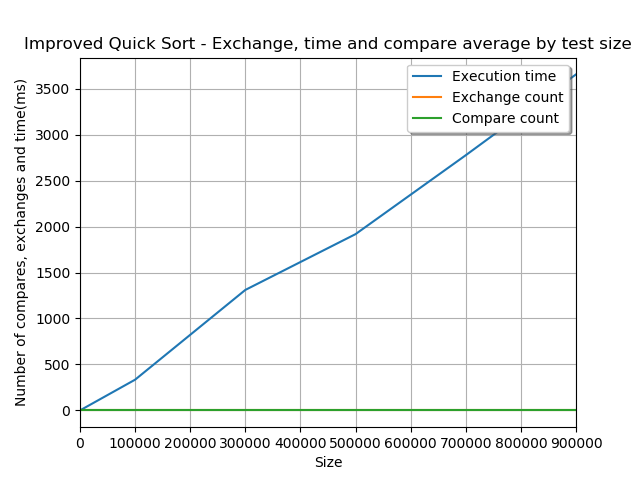 Improved Quick Sort - Exchange, time and compare average by test size
Number of compares, exchanges and time(ms)
3500
3000
2500
2000
1500
1000
500
0
Execution time
Exchange count
Compare count
0 100000 200000 300000 400000 500000 600000 700000 800000 900000
Size